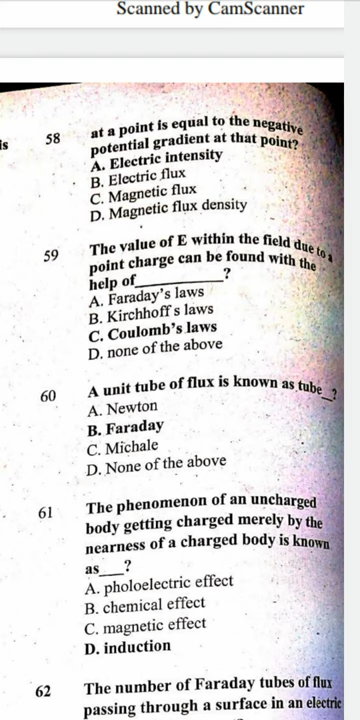 Scanned by CamScanner
is
58 at a point is equal to the negative
potential gradient at that point?
A. Electric intensity
B. Electric flux
C. Magnetic flux
D. Magnetic flux density
59 The value of E within the field due to a
point charge can be found with the
help of__________?
A. Faraday's laws
B. Kirchhoff s laws
C. Coulomb's laws
D. none of the above
60 A unit tube of flux is known as tube_?
A. Newton
B. Faraday
C. Michale
D. None of the above
61 The phenomenon of an uncharged
body getting charged merely by the
nearness of a charged body is known
as___?
A. pholoelectric effect
B. chemical effect
C. magnetic effect
D. induction
62 The number of Faraday tubes of flux
passing through a surface in an electric